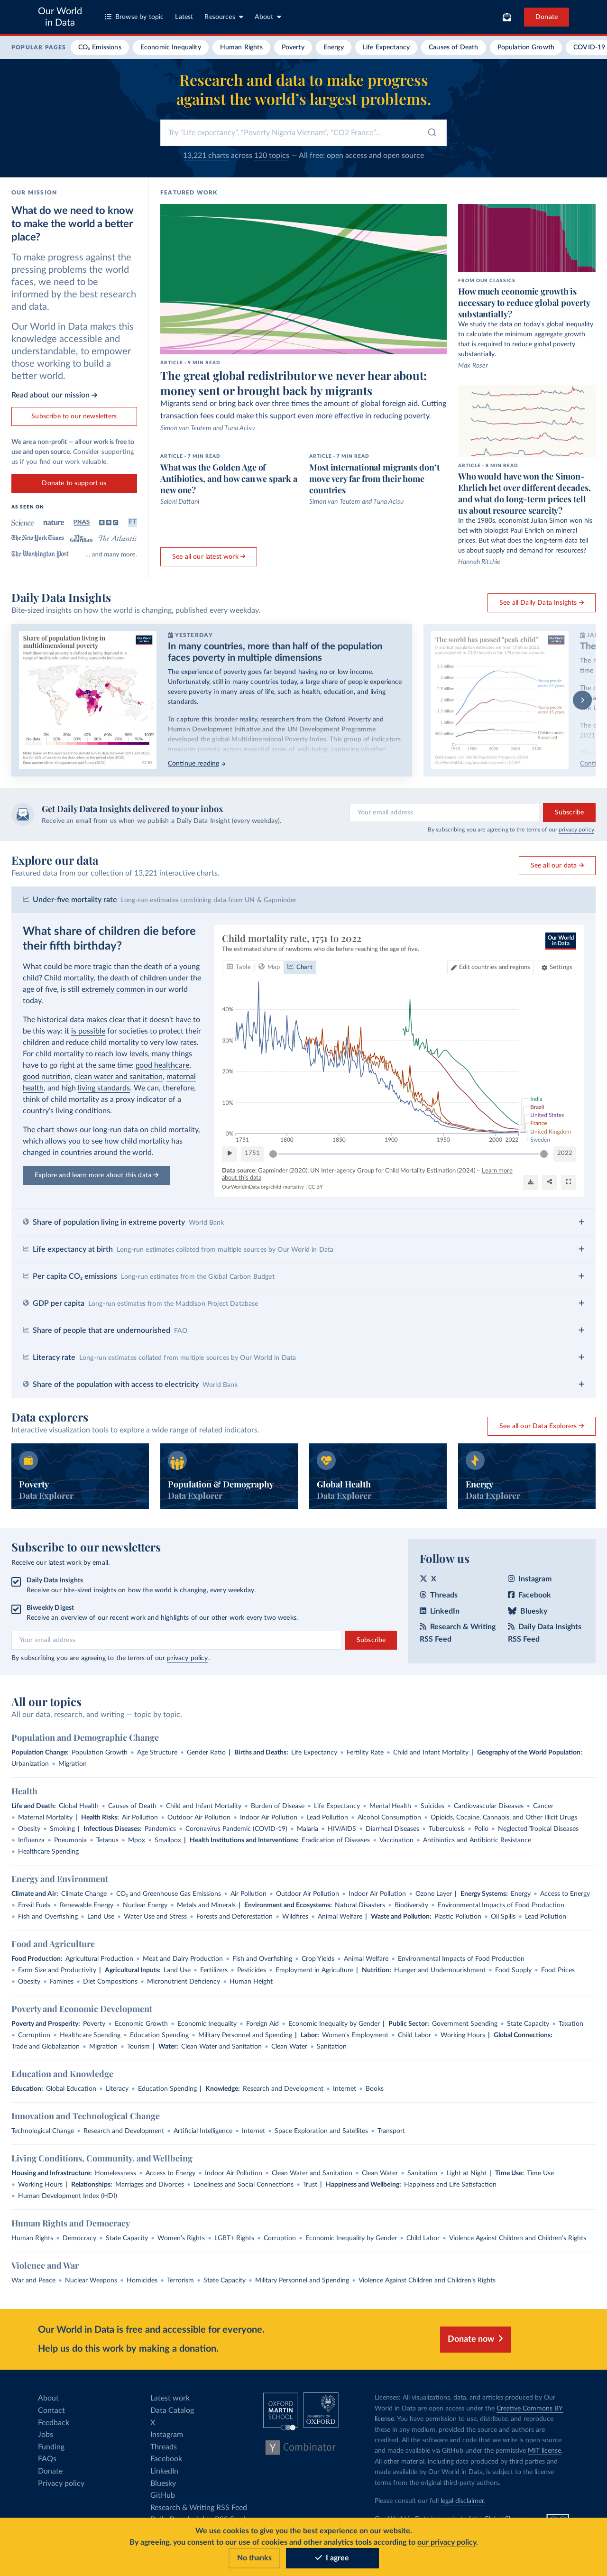 Our World
in Data
Browse by topic
Latest
Resources
About
Donate
POPULAR PAGES
CO₂ Emissions
Economic Inequality
Human Rights
Poverty
Energy
Life Expectancy
Causes of Death
Population Growth
COVID-19
Research and data to make progress
against the world’s largest problems.
Try "Life expectancy", "Poverty Nigeria Vietnam", "CO2 France"...
13,221 charts across 120 topics — All free: open access and open source
OUR MISSION
What do we need to know
to make the world a better
place?
To make progress against the
pressing problems the world
faces, we need to be
informed by the best research
and data.
Our World in Data makes this
knowledge accessible and
understandable, to empower
those working to build a
better world.
Read about our mission →
Subscribe to our newsletters
We are a non-profit — all our work is free to
use and open source. Consider supporting
us if you find our work valuable.
Donate to support us
AS SEEN ON
Science
nature
PNAS
BBC
FT
The New York Times
The Guardian
The Atlantic
The Washington Post
... and many more.
FEATURED WORK
ARTICLE · 9 MIN READ
The great global redistributor we never hear about:
money sent or brought back by migrants
Migrants send or bring back over three times the amount of global foreign aid. Cutting
transaction fees could make this support even more effective in reducing poverty.
Simon van Teutem and Tuna Acisu
ARTICLE · 7 MIN READ
What was the Golden Age of
Antibiotics, and how can we spark a
new one?
Saloni Dattani
ARTICLE · 7 MIN READ
Most international migrants don’t
move very far from their home
countries
Simon van Teutem and Tuna Acisu
See all our latest work →
FROM OUR CLASSICS
How much economic growth is
necessary to reduce global poverty
substantially?
We study the data on today's global inequality
to calculate the minimum aggregate growth
that is required to reduce global poverty
substantial.
Max Roser
ARTICLE · 8 MIN READ
Who would have won the Simon-
Ehrlich bet over different decades,
and what do long-term prices tell
us about resource scarcity?
In the 1980s, economist Julian Simon won his
bet with biologist Paul Ehrlich on mineral
prices. But what does the long-term data tell
us about supply and demand for resources?
Hannah Ritchie
Daily Data Insights
Bite-sized insights on how the world is changing, published every weekday.
See all Daily Data Insights →
Share of population living in
multidimensional poverty
YESTERDAY
In many countries, more than half of the population
faces poverty in multiple dimensions
The experience of poverty goes far beyond having no or low income.
Unfortunately, still in many countries today, a large share of people experience
severe poverty in many areas of life, such as health, education, and living
standards.
To capture this broader reality, researchers from the Oxford Poverty and
Human Development Initiative and the UN Development Programme
developed the global Multidimensional Poverty Index. This group of indicators
measures poverty across several areas of well-being, capturing whether
Continue reading →
The world has passed "peak child"
Get Daily Data Insights delivered to your inbox
Receive an email from us when we publish a Daily Data Insight (every weekday).
Your email address
Subscribe
By subscribing you are agreeing to the terms of our privacy policy.
Explore our data
Featured data from our collection of 13,221 interactive charts.
See all our data →
Under-five mortality rate Long-run estimates combining data from UN & Gapminder
What share of children die before
their fifth birthday?
What could be more tragic than the death of a young
child? Child mortality, the death of children under the
age of five, is still extremely common in our world
today.
The historical data makes clear that it doesn’t have to
be this way: it is possible for societies to protect their
children and reduce child mortality to very low rates.
For child mortality to reach low levels, many things
have to go right at the same time: good healthcare,
good nutrition, clean water and sanitation, maternal
health, and high living standards. We can, therefore,
think of child mortality as a proxy indicator of a
country’s living conditions.
The chart shows our long-run data on child mortality,
which allows you to see how child mortality has
changed in countries around the world.
Explore and learn more about this data →
Child mortality rate, 1751 to 2022
The estimated share of newborns who die before reaching the age of five.
Our World
in Data
Table
Map
Chart
Edit countries and regions
Settings
40%
30%
20%
10%
0%
1751
1800
1850
1900
1950
2000
2022
India
Brazil
United States
France
United Kingdom
Sweden
1751
2022
Data source: Gapminder (2020); UN Inter-agency Group for Child Mortality Estimation (2024) – Learn more
about this data
OurWorldinData.org/child-mortality | CC BY
Share of population living in extreme poverty World Bank
Life expectancy at birth Long-run estimates collated from multiple sources by Our World in Data
Per capita CO₂ emissions Long-run estimates from the Global Carbon Budget
GDP per capita Long-run estimates from the Maddison Project Database
Share of people that are undernourished FAO
Literacy rate Long-run estimates collated from multiple sources by Our World in Data
Share of the population with access to electricity World Bank
Data explorers
Interactive visualization tools to explore a wide range of related indicators.
See all our Data Explorers →
Poverty
Data Explorer
Population & Demography
Data Explorer
Global Health
Data Explorer
Energy
Data Explorer
Subscribe to our newsletters
Receive our latest work by email.
Daily Data Insights
Receive our bite-sized insights on how the world is changing, every weekday.
Biweekly Digest
Receive an overview of our recent work and highlights of our other work every two weeks.
Your email address
Subscribe
By subscribing you are agreeing to the terms of our privacy policy.
Follow us
X
Threads
LinkedIn
Research & Writing
RSS Feed
Instagram
Facebook
Bluesky
Daily Data Insights
RSS Feed
All our topics
All our data, research, and writing — topic by topic.
Population and Demographic Change
Population Change: Population Growth • Age Structure • Gender Ratio | Births and Deaths: Life Expectancy • Fertility Rate • Child and Infant Mortality | Geography of the World Population:
Urbanization • Migration
Health
Life and Death: Global Health • Causes of Death • Child and Infant Mortality • Burden of Disease • Life Expectancy • Mental Health • Suicides • Cardiovascular Diseases • Cancer
• Maternal Mortality | Health Risks: Air Pollution • Outdoor Air Pollution • Indoor Air Pollution • Lead Pollution • Alcohol Consumption • Opioids, Cocaine, Cannabis, and Other Illicit Drugs
• Obesity • Smoking | Infectious Diseases: Pandemics • Coronavirus Pandemic (COVID-19) • Malaria • HIV/AIDS • Diarrheal Diseases • Tuberculosis • Polio • Neglected Tropical Diseases
• Influenza • Pneumonia • Tetanus • Mpox • Smallpox | Health Institutions and Interventions: Eradication of Diseases • Vaccination • Antibiotics and Antibiotic Resistance
• Healthcare Spending
Energy and Environment
Climate and Air: Climate Change • CO₂ and Greenhouse Gas Emissions • Air Pollution • Outdoor Air Pollution • Indoor Air Pollution • Ozone Layer | Energy Systems: Energy • Access to Energy
• Fossil Fuels • Renewable Energy • Nuclear Energy • Metals and Minerals | Environment and Ecosystems: Natural Disasters • Biodiversity • Environmental Impacts of Food Production
• Fish and Overfishing • Land Use • Water Use and Stress • Forests and Deforestation • Wildfires • Animal Welfare | Waste and Pollution: Plastic Pollution • Oil Spills • Lead Pollution
Food and Agriculture
Food Production: Agricultural Production • Meat and Dairy Production • Fish and Overfishing • Crop Yields • Animal Welfare • Environmental Impacts of Food Production
• Farm Size and Productivity | Agricultural Inputs: Land Use • Fertilizers • Pesticides • Employment in Agriculture | Nutrition: Hunger and Undernourishment • Food Supply • Food Prices
• Obesity • Famines • Diet Compositions • Micronutrient Deficiency • Human Height
Poverty and Economic Development
Poverty and Prosperity: Poverty • Economic Growth • Economic Inequality • Foreign Aid • Economic Inequality by Gender | Public Sector: Government Spending • State Capacity • Taxation
• Corruption • Healthcare Spending • Education Spending • Military Personnel and Spending | Labor: Women’s Employment • Child Labor • Working Hours | Global Connections:
Trade and Globalization • Migration • Tourism | Water: Clean Water and Sanitation • Clean Water • Sanitation
Education and Knowledge
Education: Global Education • Literacy • Education Spending | Knowledge: Research and Development • Internet • Books
Innovation and Technological Change
Technological Change • Research and Development • Artificial Intelligence • Internet • Space Exploration and Satellites • Transport
Living Conditions, Community, and Wellbeing
Housing and Infrastructure: Homelessness • Access to Energy • Indoor Air Pollution • Clean Water and Sanitation • Clean Water • Sanitation • Light at Night | Time Use: Time Use
• Working Hours | Relationships: Marriages and Divorces • Loneliness and Social Connections • Trust | Happiness and Wellbeing: Happiness and Life Satisfaction
• Human Development Index (HDI)
Human Rights and Democracy
Human Rights • Democracy • State Capacity • Women’s Rights • LGBT+ Rights • Corruption • Economic Inequality by Gender • Child Labor • Violence Against Children and Children’s Rights
Violence and War
War and Peace • Nuclear Weapons • Homicides • Terrorism • State Capacity • Military Personnel and Spending • Violence Against Children and Children’s Rights
Our World in Data is free and accessible for everyone.
Help us do this work by making a donation.
Donate now
About
Contact
Feedback
Jobs
Funding
FAQs
Donate
Privacy policy
Latest work
Data Catalog
X
Instagram
Threads
Facebook
LinkedIn
Bluesky
GitHub
Research & Writing RSS Feed
OXFORD
MARTIN
SCHOOL
UNIVERSITY OF
OXFORD
Y Combinator
Licenses: All visualizations, data, and articles produced by Our
World in Data are open access under the Creative Commons BY
license. You have permission to use, distribute, and reproduce
these in any medium, provided the source and authors are
credited. All the software and code that we write is open source
and made available via GitHub under the permissive MIT license.
All other material, including data produced by third parties and
made available by Our World in Data, is subject to the license
terms from the original third-party authors.
Please consult our full legal disclaimer.
We use cookies to give you the best experience on our website.
By agreeing, you consent to our use of cookies and other analytics tools according to our privacy policy.
No thanks
I agree